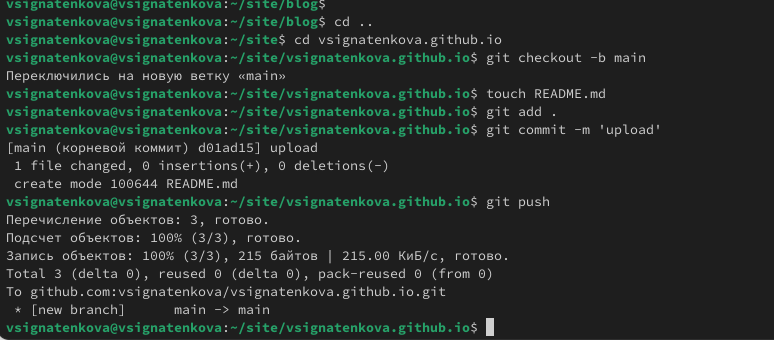 vsignatenkova@vsignatenkova:~/site/blog$
vsignatenkova@vsignatenkova:~/site/blog$ cd ..
vsignatenkova@vsignatenkova:~/site$ cd vsignatenkova.github.io
vsignatenkova@vsignatenkova:~/site/vsignatenkova.github.io$ git checkout -b main
Переключились на новую ветку «main»
vsignatenkova@vsignatenkova:~/site/vsignatenkova.github.io$ touch README.md
vsignatenkova@vsignatenkova:~/site/vsignatenkova.github.io$ git add .
vsignatenkova@vsignatenkova:~/site/vsignatenkova.github.io$ git commit -m 'upload'
[main (корневой коммит) d01ad15] upload
 1 file changed, 0 insertions(+), 0 deletions(-)
 create mode 100644 README.md
vsignatenkova@vsignatenkova:~/site/vsignatenkova.github.io$ git push
Перечисление объектов: 3, готово.
Подсчет объектов: 100% (3/3), готово.
Запись объектов: 100% (3/3), 215 байтов | 215.00 КиБ/с, готово.
Total 3 (delta 0), reused 0 (delta 0), pack-reused 0 (from 0)
To github.com:vsignatenkova/vsignatenkova.github.io.git
 * [new branch]      main -> main
vsignatenkova@vsignatenkova:~/site/vsignatenkova.github.io$